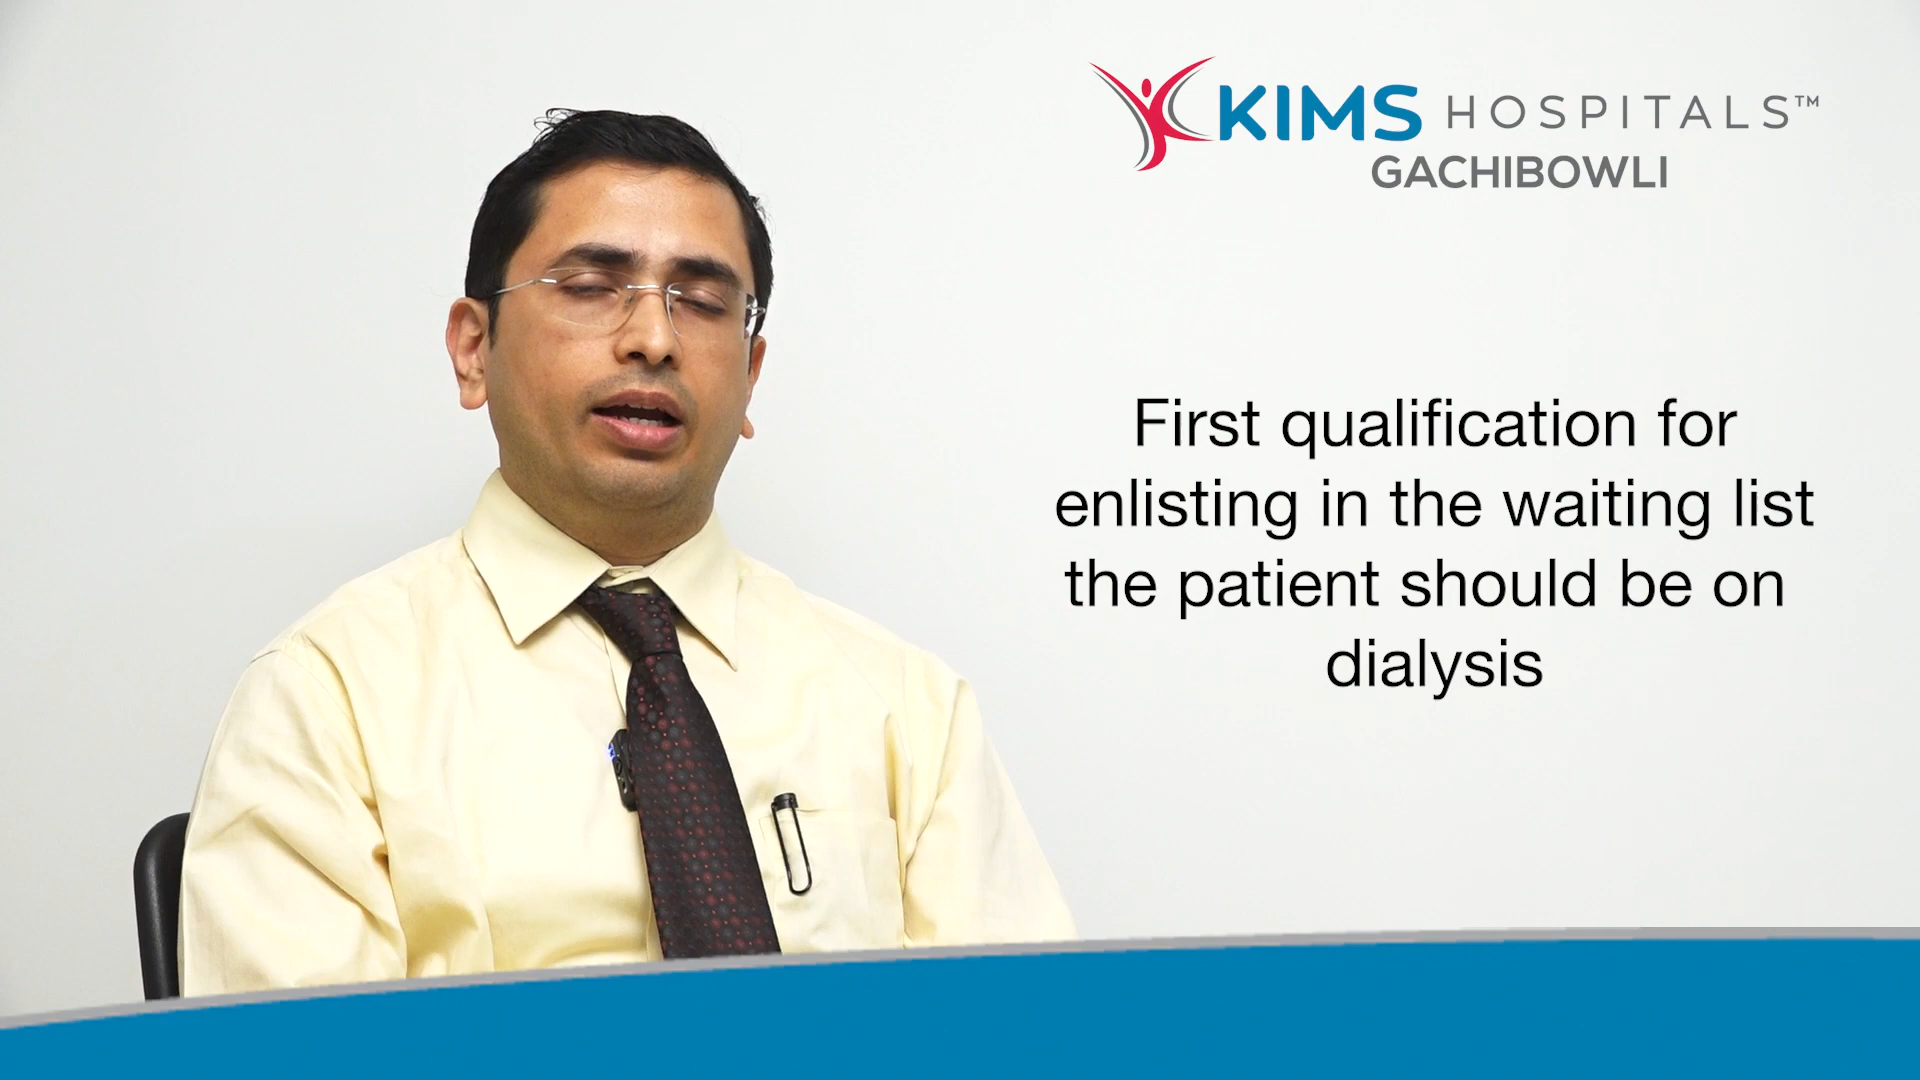 KIMS HOSPITALS™
GACHIBOWLI
First qualification for
enlisting in the waiting list
the patient should be on
dialysis